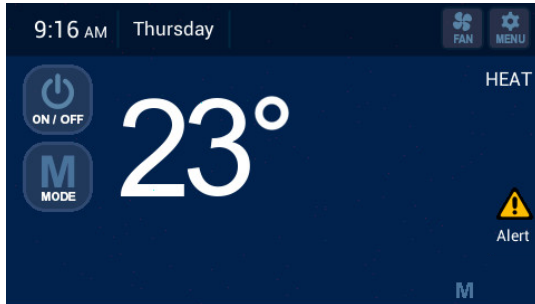 9:16 AM Thursday
FAN MENU
HEAT
ON / OFF
23°
M
MODE
Alert
M